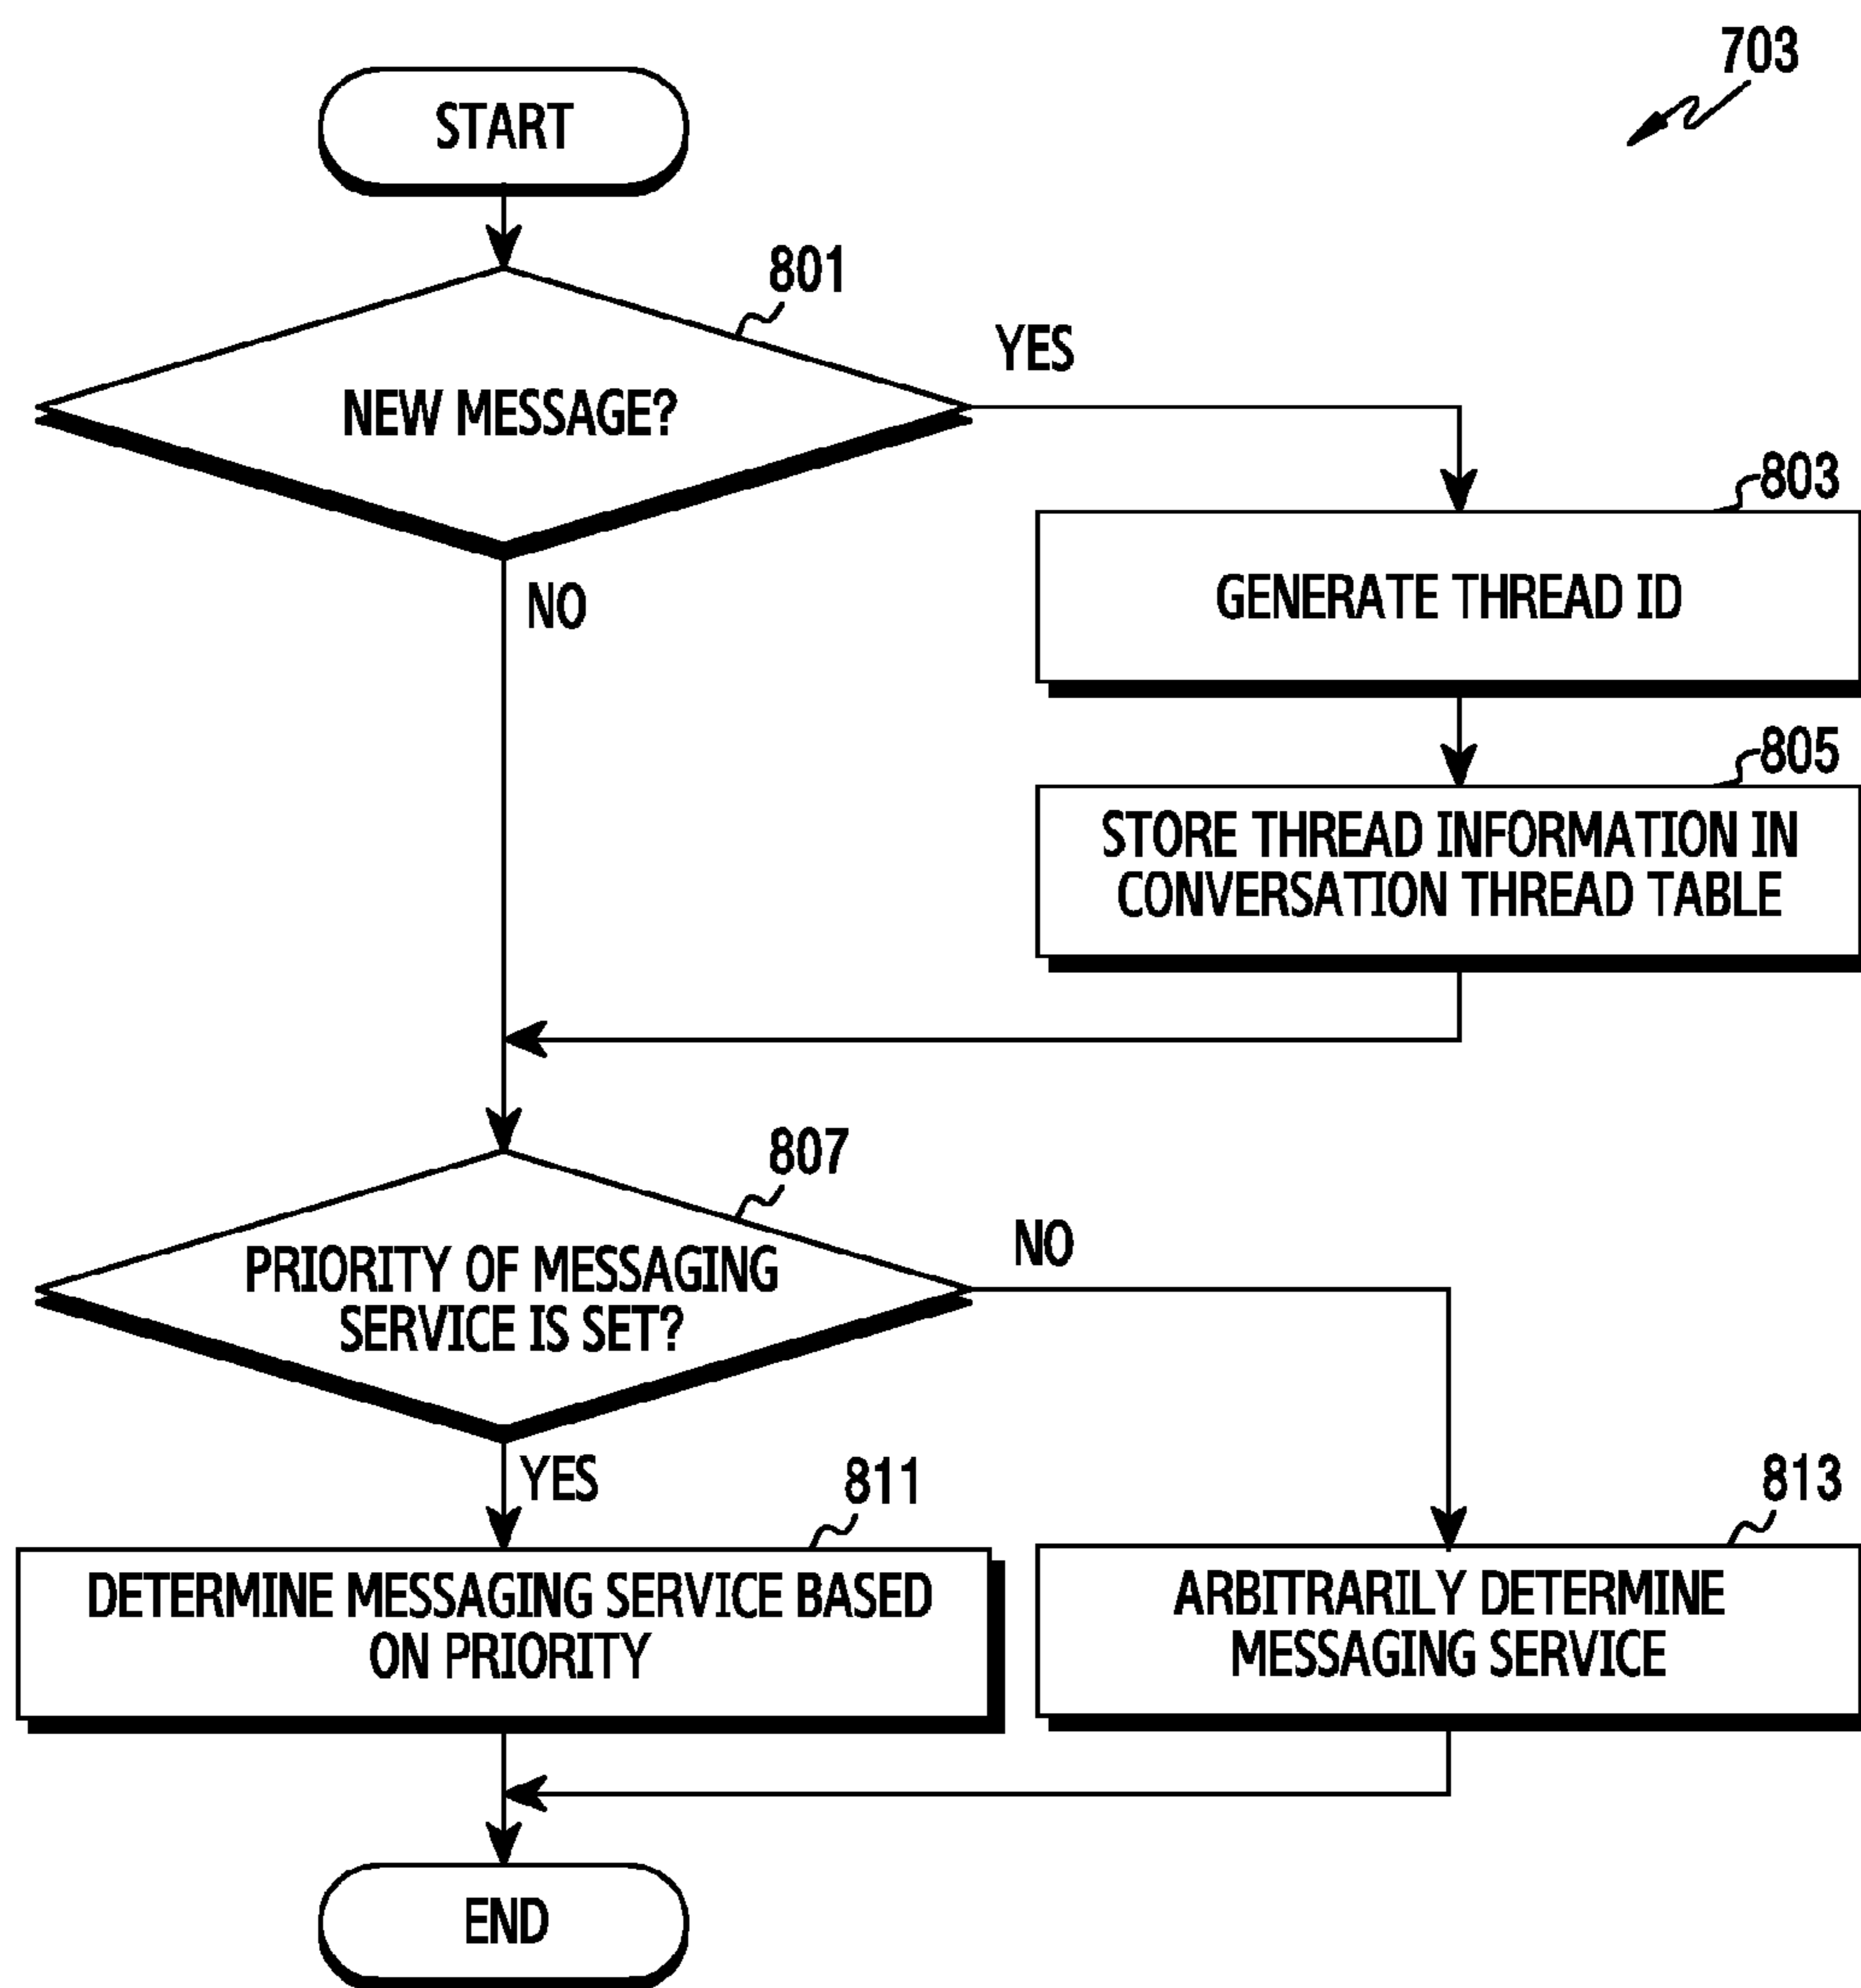 703
START
801
NEW MESSAGE?
YES
NO
803
GENERATE THREAD ID
805
STORE THREAD INFORMATION IN
CONVERSATION THREAD TABLE
807
PRIORITY OF MESSAGING
SERVICE IS SET?
NO
YES
811
DETERMINE MESSAGING SERVICE BASED
ON PRIORITY
813
ARBITRARILY DETERMINE
MESSAGING SERVICE
END